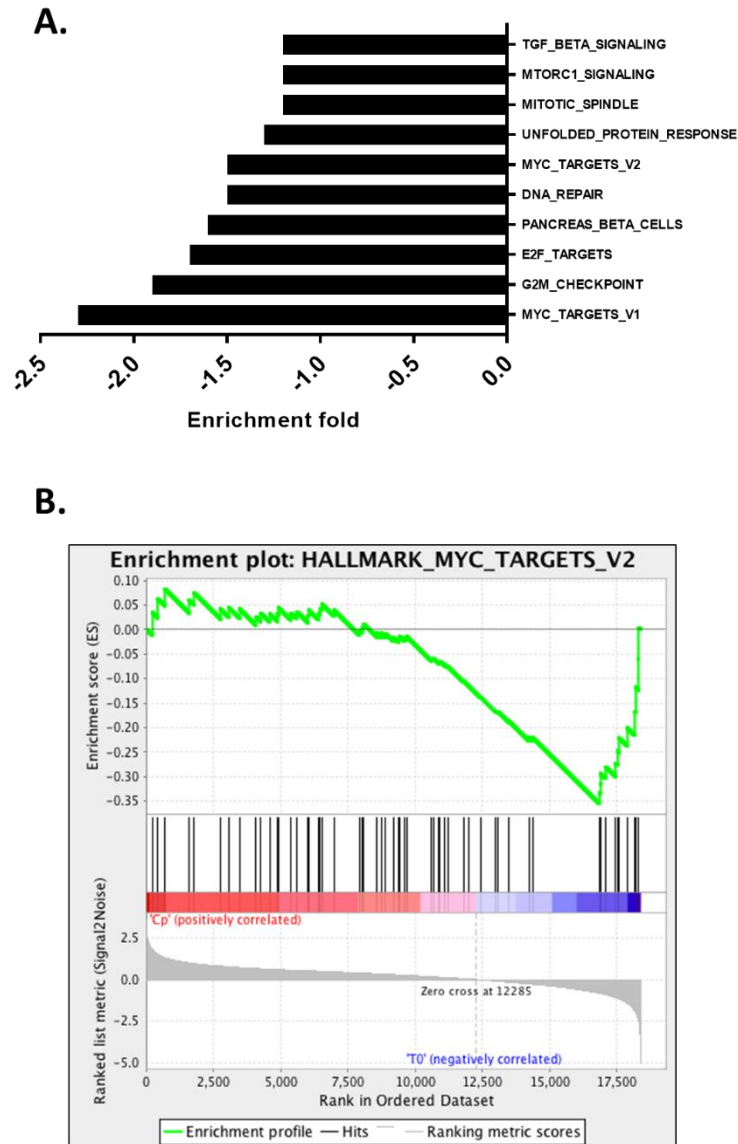 A.
TGF_BETA_SIGNALING
MTORC1_SIGNALING
MITOTIC_SPINDLE
UNFOLDED_PROTEIN_RESPONSE
MYC_TARGETS_V2
DNA_REPAIR
PANCREAS_BETA_CELLS
E2F_TARGETS
G2M_CHECKPOINT
MYC_TARGETS_V1
-2.5 -2.0 -1.5 -1.0 -0.5 0.0
Enrichment fold
B.
Enrichment plot: HALLMARK_MYC_TARGETS_V2
Enrichment score (ES)
0.10
0.05
0.00
-0.05
-0.10
-0.15
-0.20
-0.25
-0.30
-0.35
Ranked list metric (Signal2Noise)
'Cp' (positively correlated)
2.5
0.0
Zero cross at 12285
-2.5
'T0' (negatively correlated)
-5.0
0 2,500 5,000 7,500 10,000 12,500 15,000 17,500
Rank in Ordered Dataset
Enrichment profile Hits Ranking metric scores